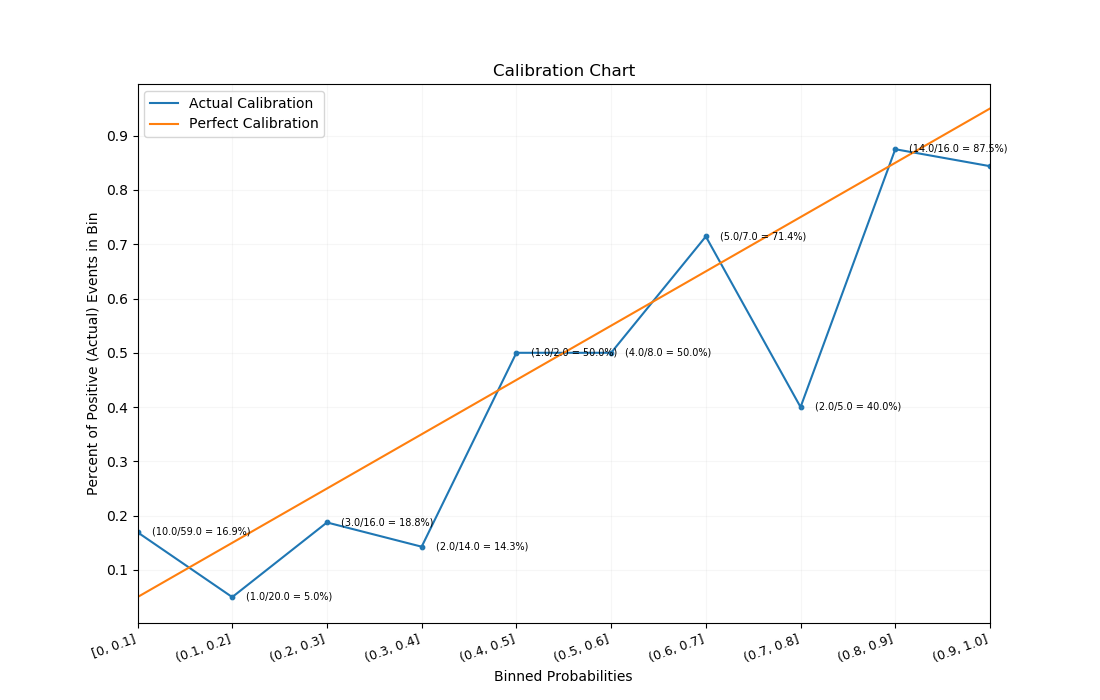 Calibration Chart
Actual Calibration
Perfect Calibration
Percent of Positive (Actual) Events in Bin
0.9
0.8
0.7
0.6
0.5
0.4
0.3
0.2
0.1
(10.0/59.0 = 16.9%)
(1.0/20.0 = 5.0%)
(3.0/16.0 = 18.8%)
(2.0/14.0 = 14.3%)
(1.0/2.0 = 50.0%)
(4.0/8.0 = 50.0%)
(5.0/7.0 = 71.4%)
(2.0/5.0 = 40.0%)
(14.0/16.0 = 87.5%)
[0, 0.1]
(0.1, 0.2]
(0.2, 0.3]
(0.3, 0.4]
(0.4, 0.5]
(0.5, 0.6]
(0.6, 0.7]
(0.7, 0.8]
(0.8, 0.9]
(0.9, 1.0]
Binned Probabilities